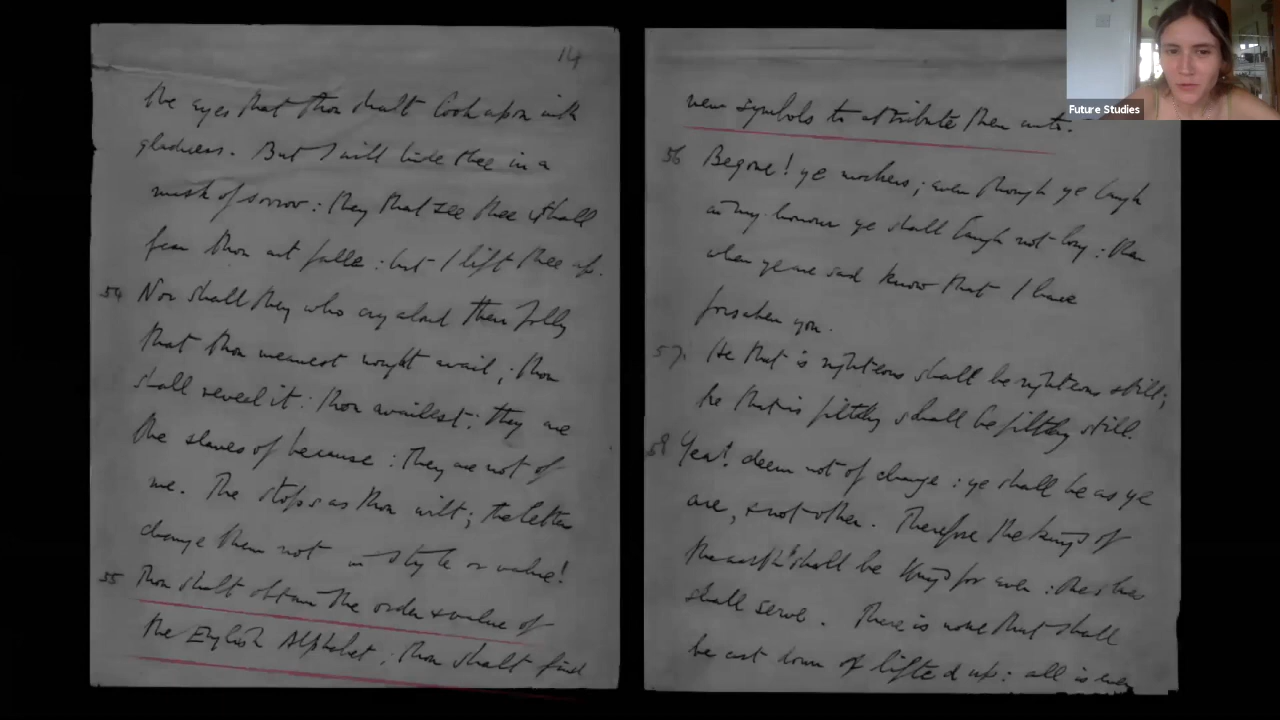 14
the eyes that thou shalt look upon with
gladness. But I will hide thee in a
mask of sorrow: they that see thee shall
fear thou art fallen: but I lift thee up.
54 Nor shall they who cry aloud their folly
that thou meanest nought avail; thou
shall reveal it: thou availest: they are
the slaves of because: They are not of
me. The stops as thou wilt; the letters
change them not in style or value!
55 Thou shalt obtain the order & value of
the English Alphabet; thou shalt find
new symbols to attribute them unto.
56 Begone! ye mockers; even though ye laugh
in my honour ye shall laugh not long: then
when ye are sad know that I have
forsaken you.
57. He that is righteous shall be righteous still;
he that is filthy shall be filthy still.
58 Yea! deem not of change: ye shall be as ye
are, & not other. Therefore the kings of
the earth shall be Kings for ever: the slaves
shall serve. There is none that shall
be cast down or lifted up: all is ever
Future Studies